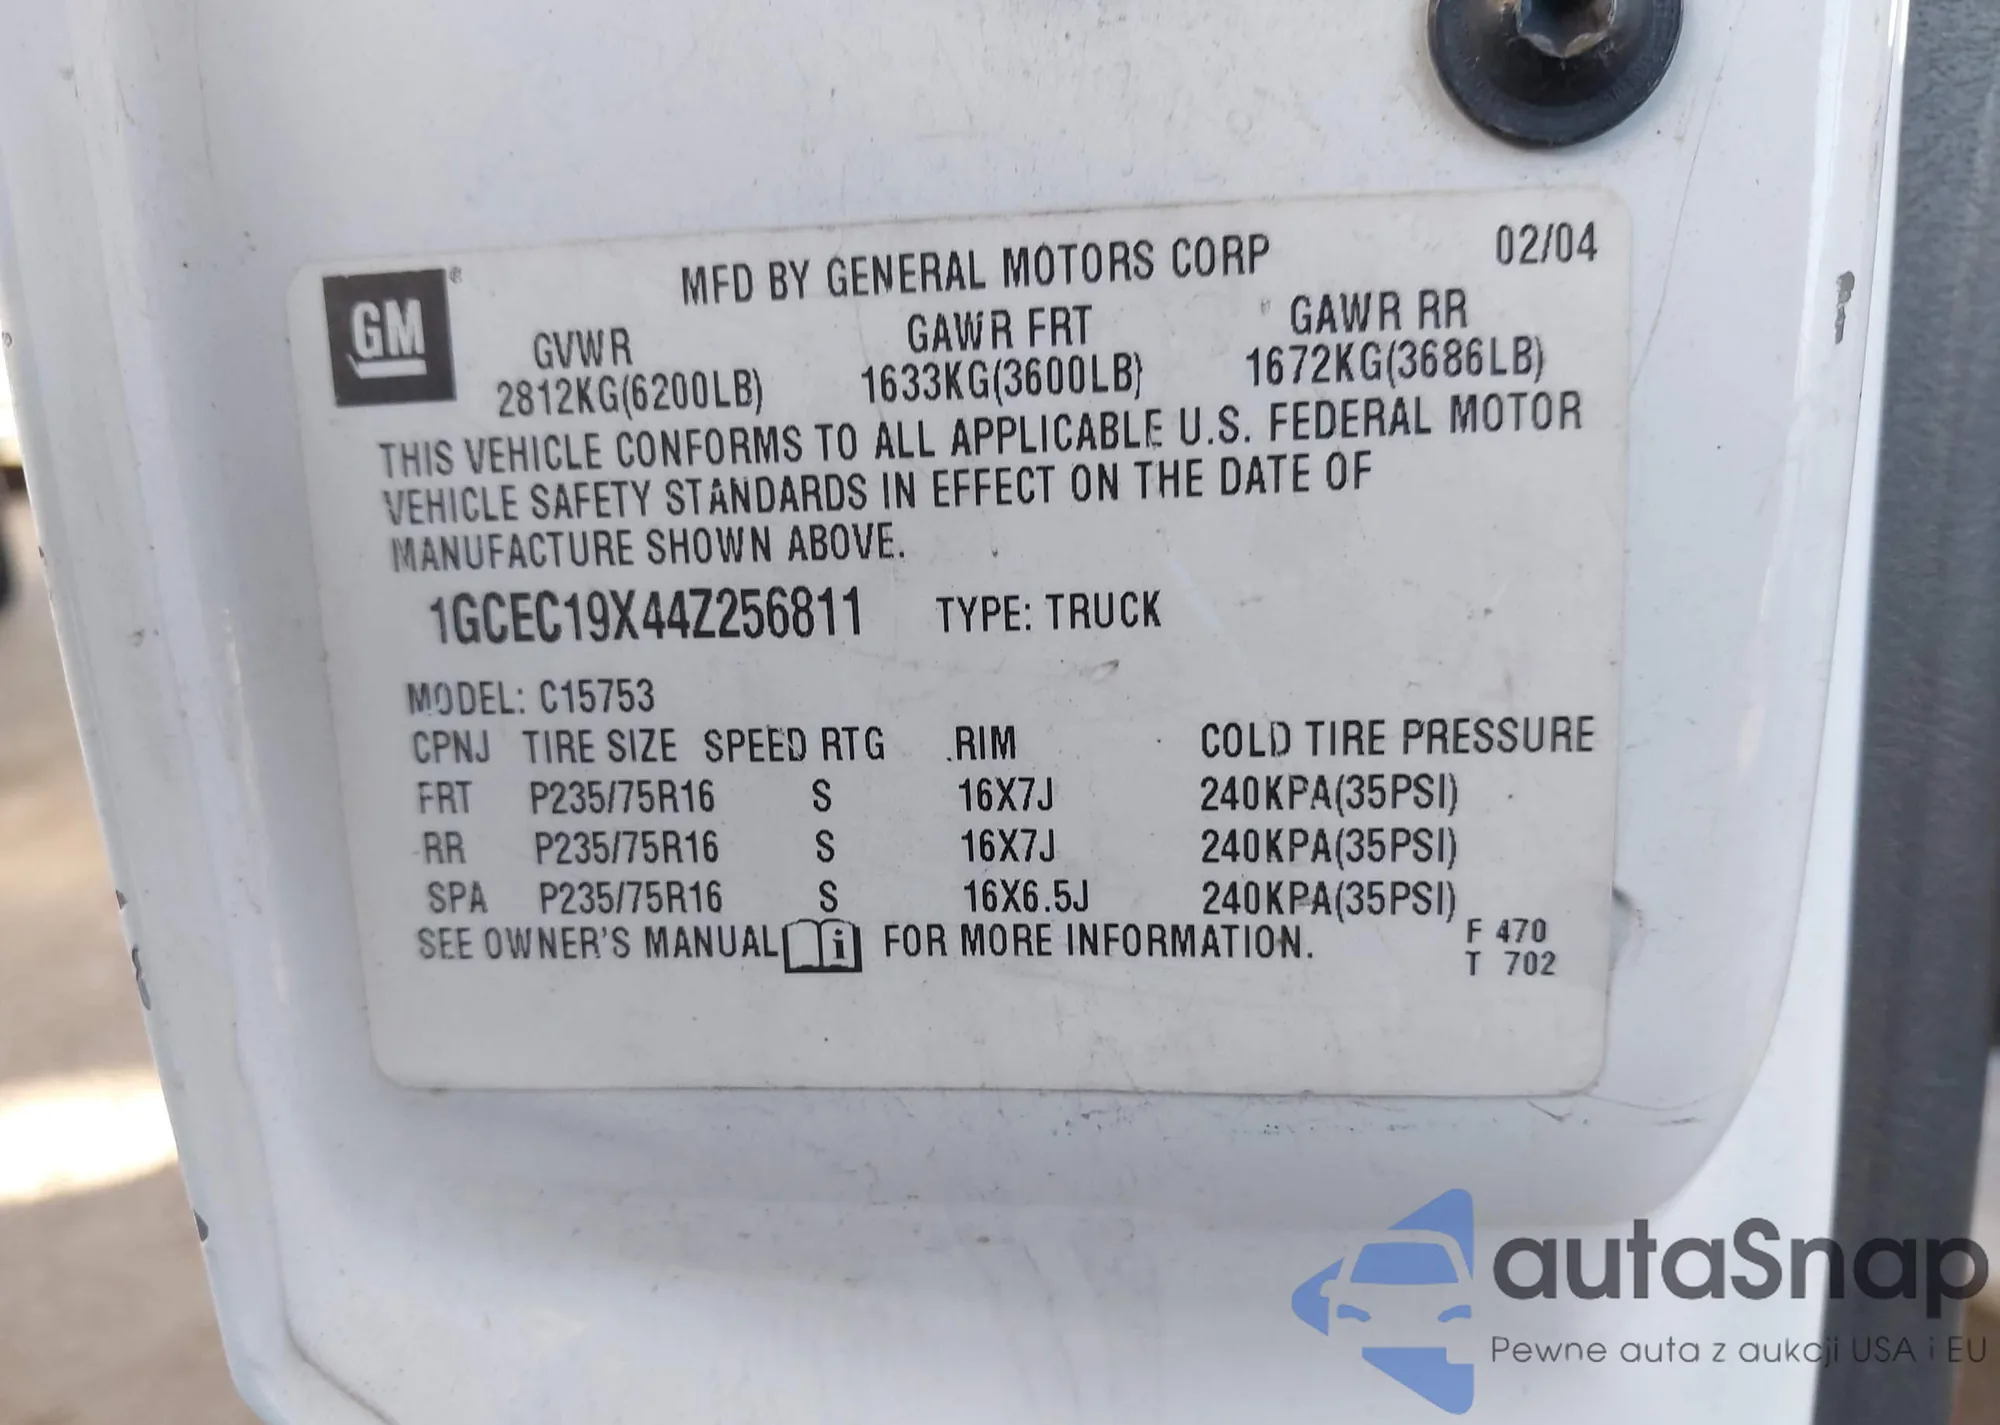 MFD BY GENERAL MOTORS CORP 02/04
GM ®
GVWR GAWR FRT GAWR RR
2812KG(6200LB) 1633KG(3600LB) 1672KG(3686LB)
THIS VEHICLE CONFORMS TO ALL APPLICABLE U.S. FEDERAL MOTOR
VEHICLE SAFETY STANDARDS IN EFFECT ON THE DATE OF
MANUFACTURE SHOWN ABOVE.
1GCEC19X44Z256811 TYPE: TRUCK
MODEL: C15753
CPNJ TIRE SIZE SPEED RTG RIM COLD TIRE PRESSURE
FRT P235/75R16 S 16X7J 240KPA(35PSI)
RR P235/75R16 S 16X7J 240KPA(35PSI)
SPA P235/75R16 S 16X6.5J 240KPA(35PSI)
SEE OWNER'S MANUAL i FOR MORE INFORMATION.
F 470
T 702
autaSnap
Pewne auta z aukcji USA i EU